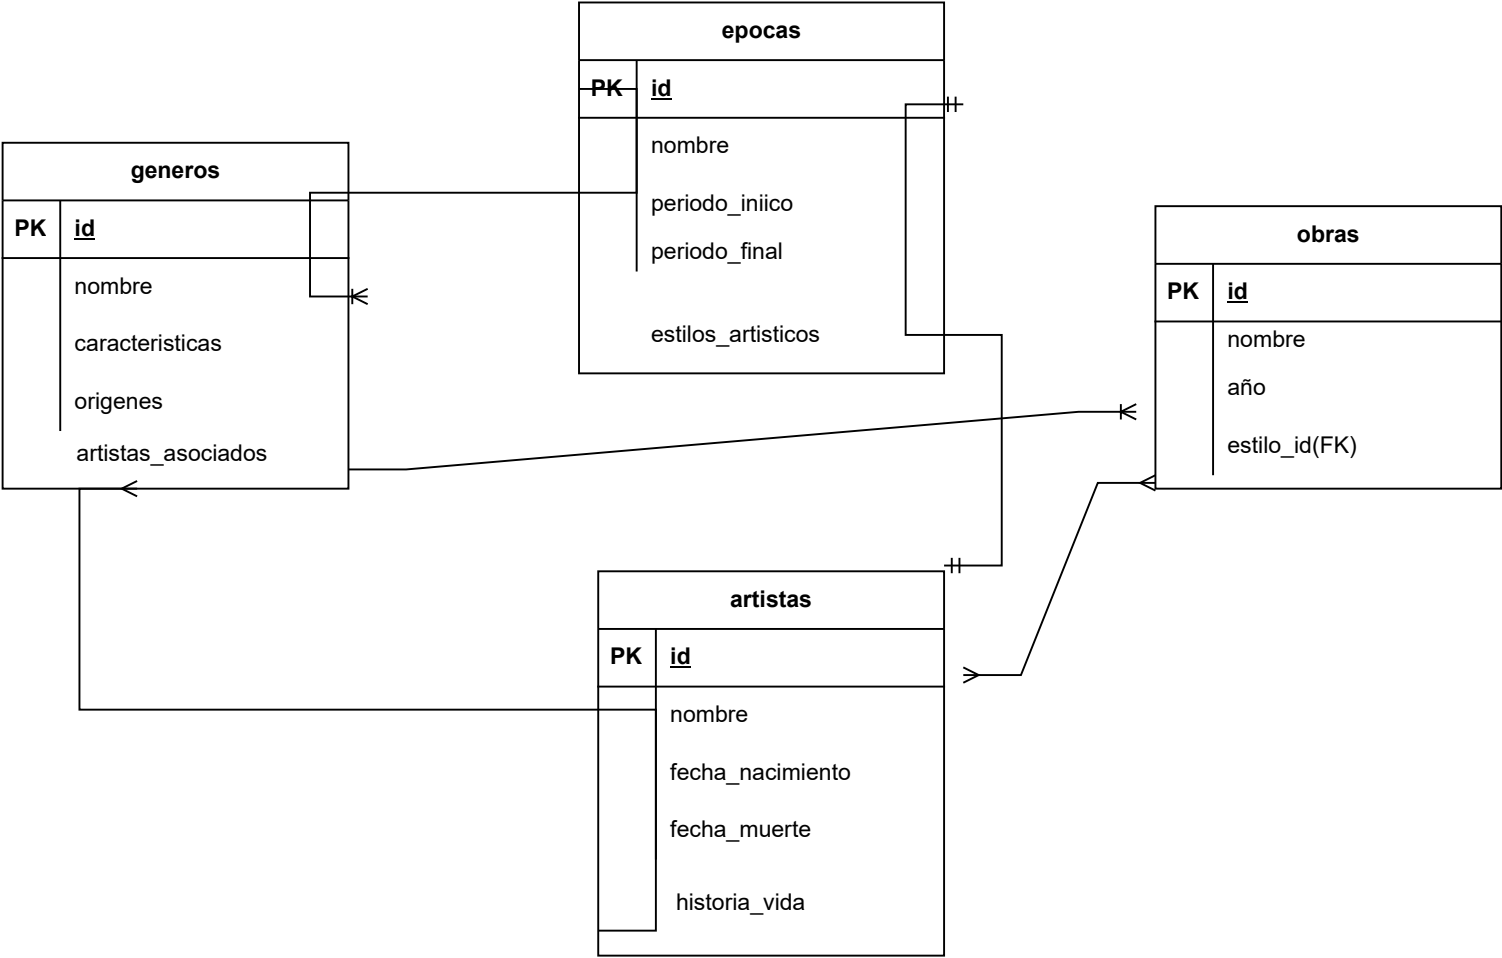 epocas
PK id
nombre
periodo_iniico
periodo_final
estilos_artisticos
generos
PK id
nombre
caracteristicas
origenes
artistas_asociados
obras
PK id
nombre
año
estilo_id(FK)
artistas
PK id
nombre
fecha_nacimiento
fecha_muerte
historia_vida